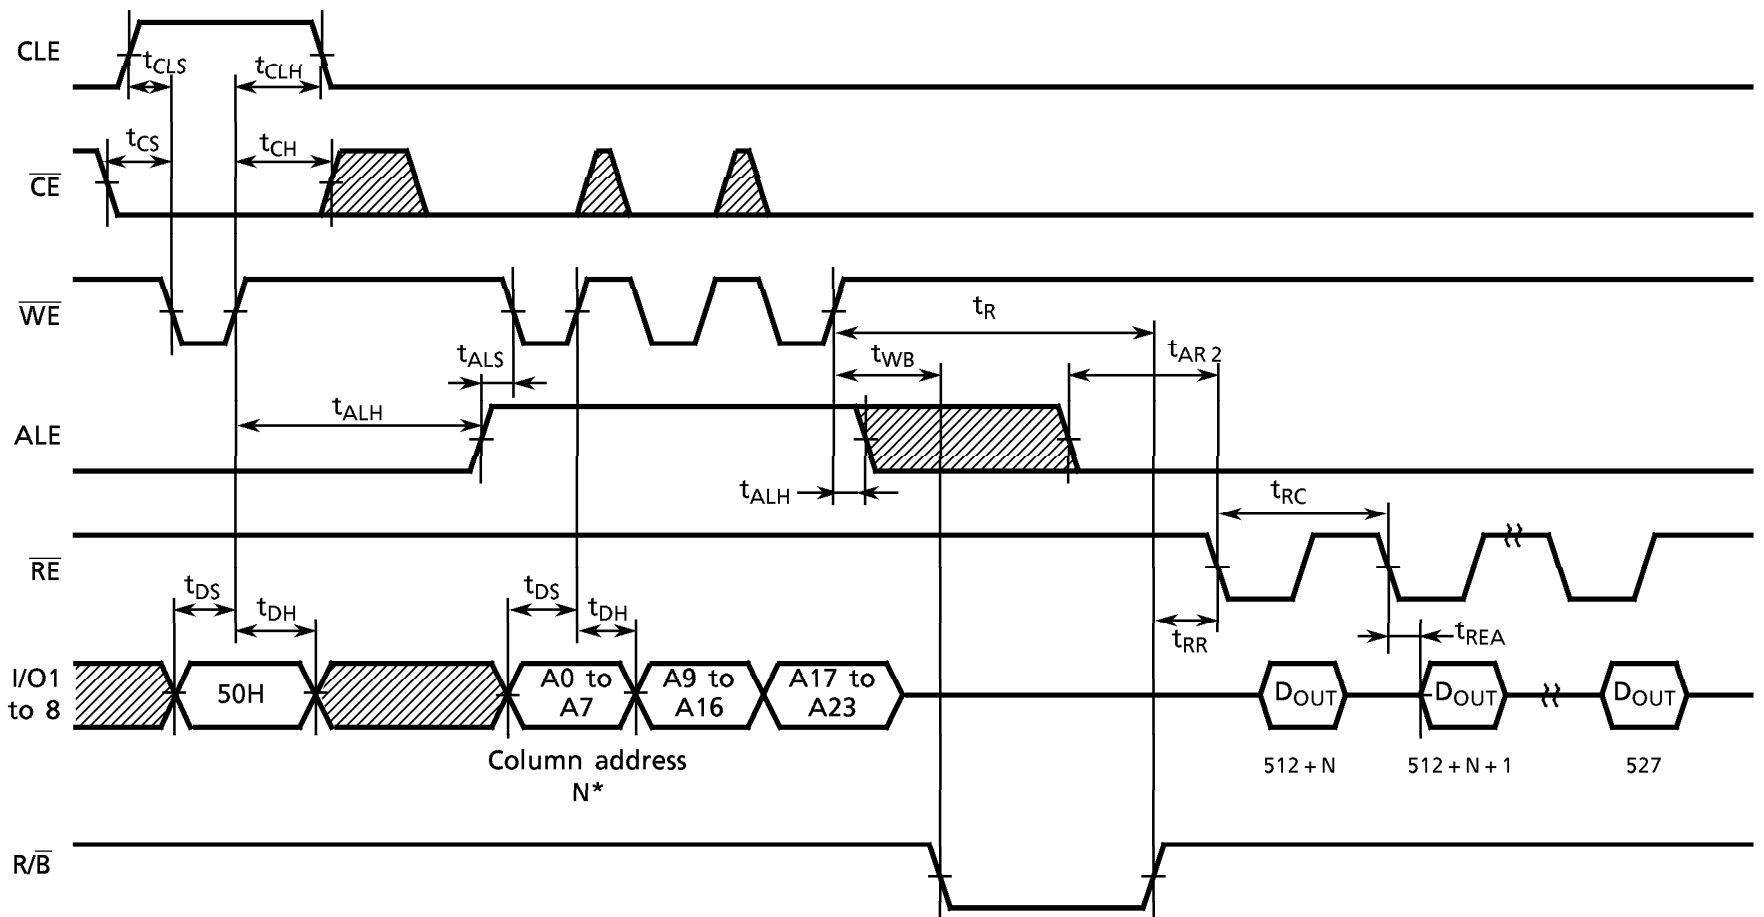 CLE
tCLS
tCLH
CE
tCS
tCH
WE
tR
tALS
tWB
tAR 2
ALE
tALH
tALH
tRC
RE
tDS
tDH
tDS
tDH
tRR
tREA
I/O1
to 8
50H
A0 to
A7
A9 to
A16
A17 to
A23
DOUT
DOUT
DOUT
Column address
N*
512 + N
512 + N + 1
527
R/B